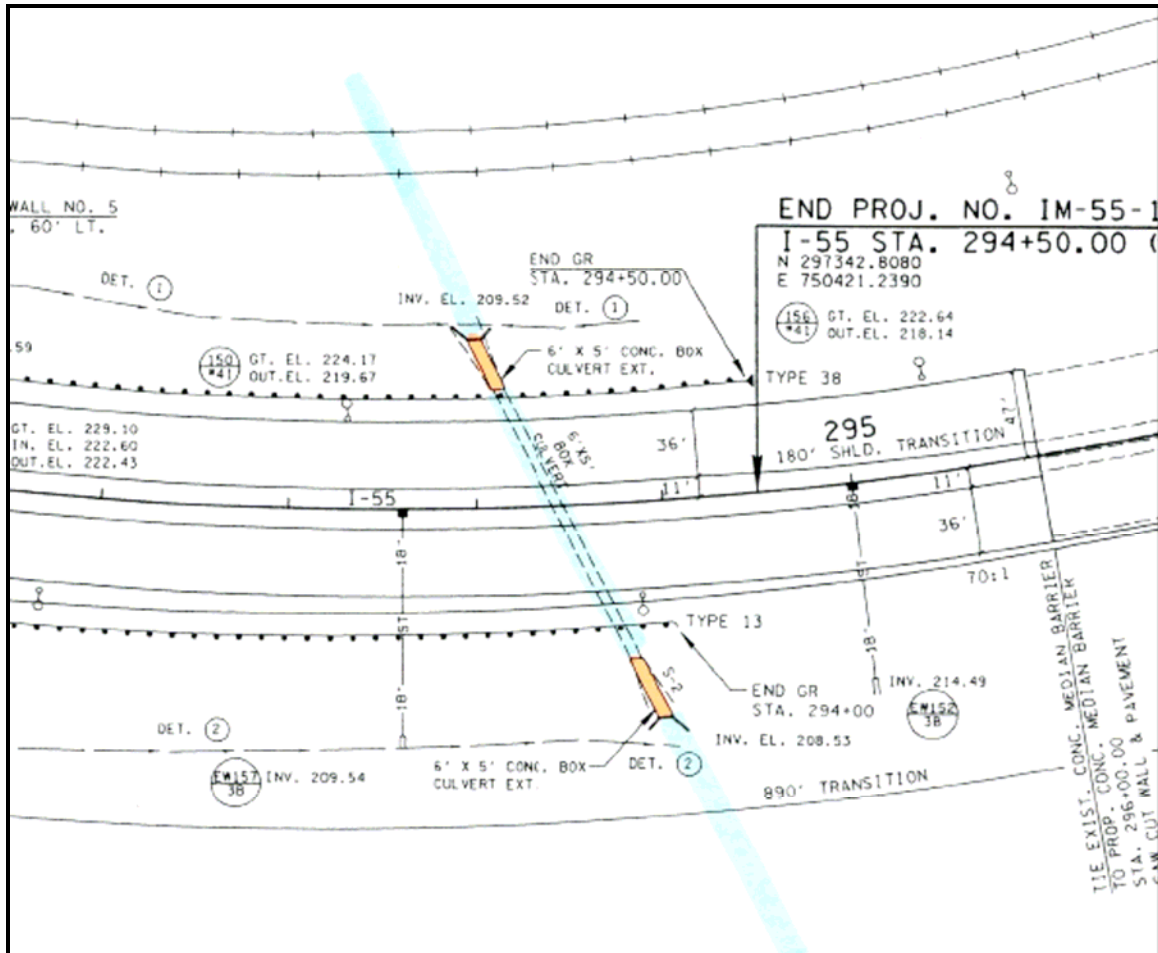 WALL NO. 5
. 60' LT.
END PROJ. NO. IM-55-1
I-55 STA. 294+50.00 (
N 297342.8080
E 750421.2390
END GR
STA. 294+50.00
DET. 1
INV. EL. 209.52
DET. 1
156
*41
GT. EL. 222.64
OUT.EL. 218.14
.59
150
*41
GT. EL. 224.17
OUT.EL. 219.67
6' X 5' CONC. BOX
CULVERT EXT.
TYPE 38
GT. EL. 229.10
IN. EL. 222.60
OUT.EL. 222.43
6'X5'
BOX
CULVERT
36'
295
180' SHLD. TRANSITION
42'
I-55
11'
18'
11'
36'
18'
ST
ST
70:1
TYPE 13
18'
18'
S-2
END GR
STA. 294+00
INV. 214.49
EW152
3B
DET. 2
INV. EL. 208.53
EW157
3B
INV. 209.54
6' X 5' CONC. BOX
CULVERT EXT.
DET. 2
890' TRANSITION
TIE EXIST. CONC. MEDIAN BARRIER
TO PROP. CONC. MEDIAN BARRIER
STA. 296+00.00
SAW CUT WALL & PAVEMENT